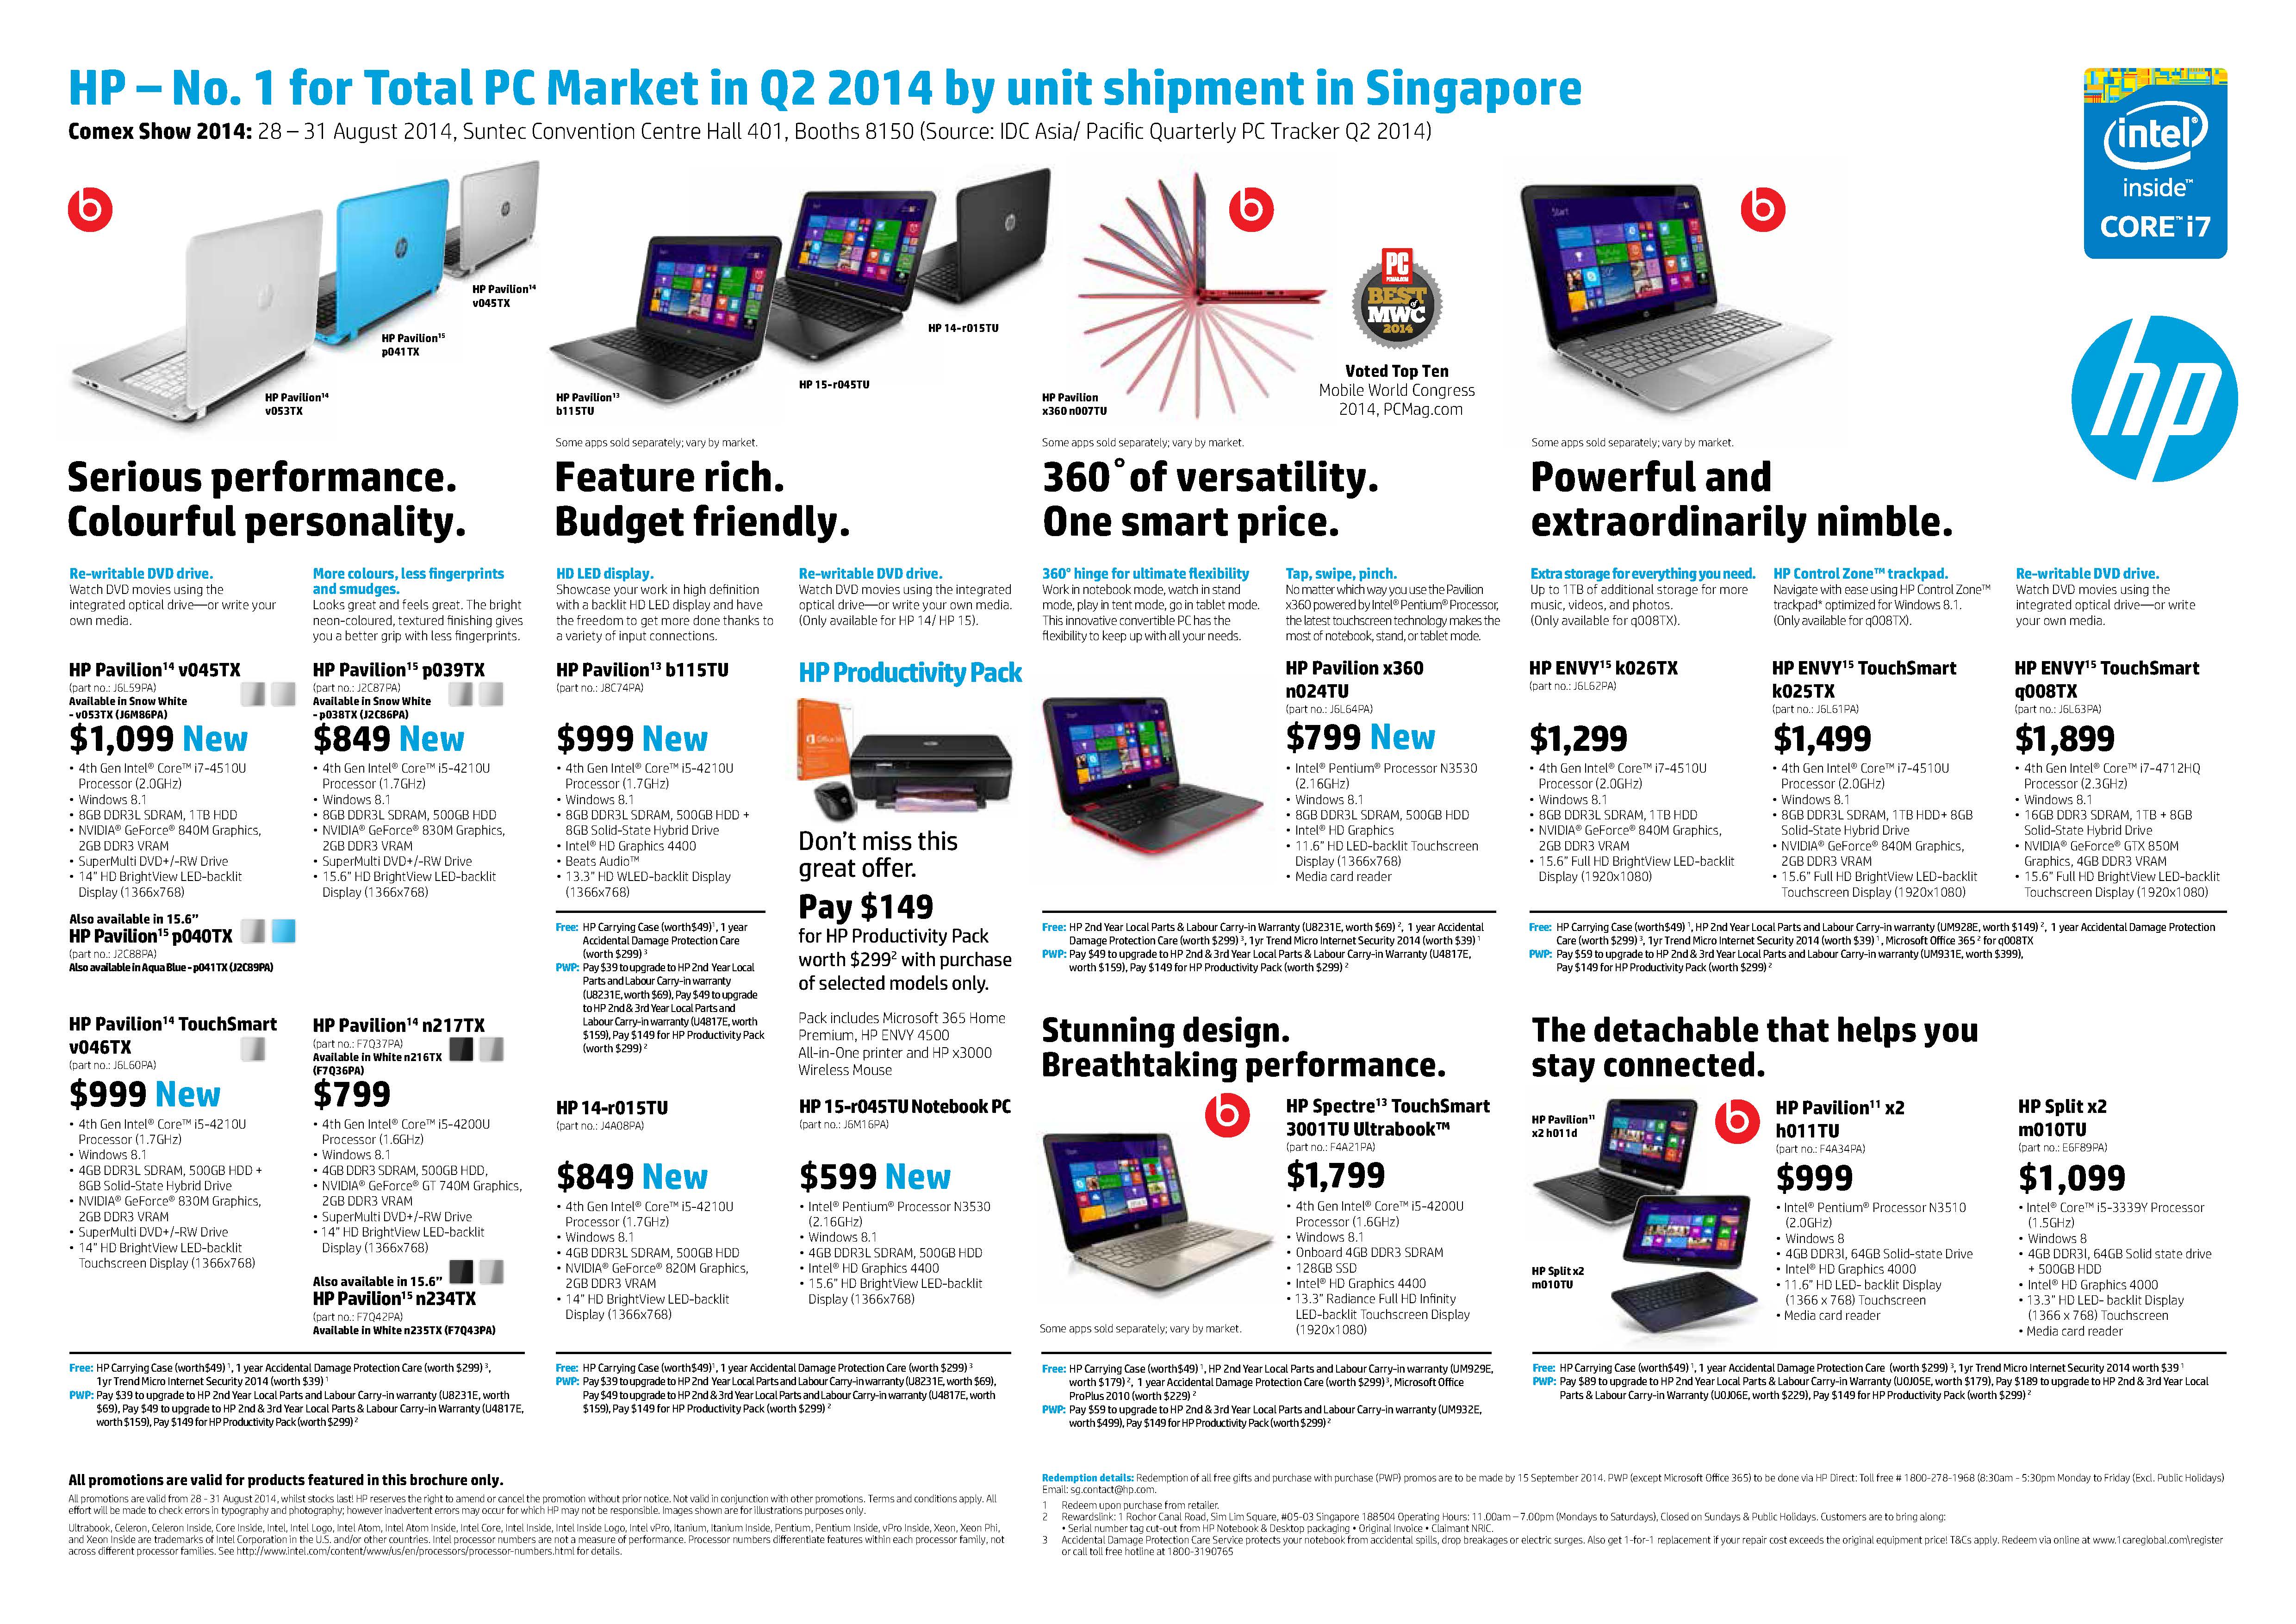 HP – No. 1 for Total PC Market in Q2 2014 by unit shipment in Singapore
Comex Show 2014: 28 – 31 August 2014, Suntec Convention Centre Hall 401, Booths 8150 (Source: IDC Asia/ Pacific Quarterly PC Tracker Q2 2014)
intel®
inside™
CORE™ i7
hp
b
HP Pavilion¹⁴
v045TX
HP Pavilion¹⁵
p041TX
HP Pavilion¹⁴
v053TX
Serious performance.
Colourful personality.
Re-writable DVD drive.
Watch DVD movies using the
integrated optical drive—or write your
own media.
More colours, less fingerprints
and smudges.
Looks great and feels great. The bright
neon-coloured, textured finishing gives
you a better grip with less fingerprints.
HP Pavilion¹⁴ v045TX
(part no.: J6L59PA)
Available in Snow White
- v053TX (J6M86PA)
$1,099 New
• 4th Gen Intel® Core™ i7-4510U
Processor (2.0GHz)
• Windows 8.1
• 8GB DDR3L SDRAM, 1TB HDD
• NVIDIA® GeForce® 840M Graphics,
2GB DDR3 VRAM
• SuperMulti DVD+/-RW Drive
• 14" HD BrightView LED-backlit
Display (1366x768)
Also available in 15.6”
HP Pavilion¹⁵ p040TX
(part no.: J2C88PA)
Also available in Aqua Blue - p041TX (J2C89PA)
HP Pavilion¹⁵ p039TX
(part no.: J2C87PA)
Available in Snow White
- p038TX (J2C86PA)
$849 New
• 4th Gen Intel® Core™ i5-4210U
Processor (1.7GHz)
• Windows 8.1
• 8GB DDR3L SDRAM, 500GB HDD
• NVIDIA® GeForce® 830M Graphics,
2GB DDR3 VRAM
• SuperMulti DVD+/-RW Drive
• 15.6" HD BrightView LED-backlit
Display (1366x768)
HP Pavilion¹⁴ TouchSmart
v046TX
(part no.: J6L60PA)
$999 New
• 4th Gen Intel® Core™ i5-4210U
Processor (1.7GHz)
• Windows 8.1
• 4GB DDR3L SDRAM, 500GB HDD +
8GB Solid-State Hybrid Drive
• NVIDIA® GeForce® 830M Graphics,
2GB DDR3 VRAM
• SuperMulti DVD+/-RW Drive
• 14" HD BrightView LED-backlit
Touchscreen Display (1366x768)
HP Pavilion¹⁴ n217TX
(part no.: F7Q37PA)
Available in White n216TX
(F7Q36PA)
$799
• 4th Gen Intel® Core™ i5-4200U
Processor (1.6GHz)
• Windows 8.1
• 4GB DDR3 SDRAM, 500GB HDD,
• NVIDIA® GeForce® GT 740M Graphics,
2GB DDR3 VRAM
• SuperMulti DVD+/-RW Drive
• 14" HD BrightView LED-backlit
Display (1366x768)
Also available in 15.6”
HP Pavilion¹⁵ n234TX
(part no.: F7Q42PA)
Available in White n235TX (F7Q43PA)
Free: HP Carrying Case (worth$49) ¹, 1 year Accidental Damage Protection Care (worth $299) ³,
1yr Trend Micro Internet Security 2014 (worth $39) ¹
PWP: Pay $39 to upgrade to HP 2nd Year Local Parts and Labour Carry-in warranty (U8231E, worth
$69), Pay $49 to upgrade to HP 2nd & 3rd Year Local Parts & Labour Carry-in Warranty (U4817E,
worth $159), Pay $149 for HP Productivity Pack (worth $299) ²
HP Pavilion¹³
b115TU
HP 15-r045TU
HP 14-r015TU
Some apps sold separately; vary by market.
Feature rich.
Budget friendly.
HD LED display.
Showcase your work in high definition
with a backlit HD LED display and have
the freedom to get more done thanks to
a variety of input connections.
Re-writable DVD drive.
Watch DVD movies using the integrated
optical drive—or write your own media.
(Only available for HP 14/ HP 15).
HP Pavilion¹³ b115TU
(part no.: J8C74PA)
$999 New
• 4th Gen Intel® Core™ i5-4210U
Processor (1.7GHz)
• Windows 8.1
• 8GB DDR3L SDRAM, 500GB HDD +
8GB Solid-State Hybrid Drive
• Intel® HD Graphics 4400
• Beats Audio™
• 13.3" HD WLED-backlit Display
(1366x768)
Free: HP Carrying Case (worth$49)¹, 1 year
Accidental Damage Protection Care
(worth $299) ³
PWP: Pay $39 to upgrade to HP 2nd Year Local
Parts and Labour Carry-in warranty
(U8231E, worth $69), Pay $49 to upgrade
to HP 2nd & 3rd Year Local Parts and
Labour Carry-in warranty (U4817E, worth
$159), Pay $149 for HP Productivity Pack
(worth $299) ²
HP Productivity Pack
Office 365
Don’t miss this
great offer.
Pay $149
for HP Productivity Pack
worth $299² with purchase
of selected models only.
Pack includes Microsoft 365 Home
Premium, HP ENVY 4500
All-in-One printer and HP x3000
Wireless Mouse
HP 14-r015TU
(part no.: J4A08PA)
$849 New
• 4th Gen Intel® Core™ i5-4210U
Processor (1.7GHz)
• Windows 8.1
• 4GB DDR3L SDRAM, 500GB HDD
• NVIDIA® GeForce® 820M Graphics,
2GB DDR3 VRAM
• 14" HD BrightView LED-backlit
Display (1366x768)
HP 15-r045TU Notebook PC
(part no.: J6M16PA)
$599 New
• Intel® Pentium® Processor N3530
(2.16GHz)
• Windows 8.1
• 4GB DDR3L SDRAM, 500GB HDD
• Intel® HD Graphics 4400
• 15.6" HD BrightView LED-backlit
Display (1366x768)
Free: HP Carrying Case (worth$49)¹, 1 year Accidental Damage Protection Care (worth $299) ³
PWP: Pay $39 to upgrade to HP 2nd Year Local Parts and Labour Carry-in warranty (U8231E, worth $69),
Pay $49 to upgrade to HP 2nd & 3rd Year Local Parts and Labour Carry-in warranty (U4817E, worth
$159), Pay $149 for HP Productivity Pack (worth $299) ²
b
HP Pavilion
x360 n007TU
PC
BEST
of
MWC
2014
Voted Top Ten
Mobile World Congress
2014, PCMag.com
Some apps sold separately; vary by market.
360°of versatility.
One smart price.
360° hinge for ultimate flexibility
Work in notebook mode, watch in stand
mode, play in tent mode, go in tablet mode.
This innovative convertible PC has the
flexibility to keep up with all your needs.
Tap, swipe, pinch.
No matter which way you use the Pavilion
x360 powered by Intel® Pentium® Processor,
the latest touchscreen technology makes the
most of notebook, stand, or tablet mode.
HP Pavilion x360
n024TU
(part no.: J6L64PA)
$799 New
• Intel® Pentium® Processor N3530
(2.16GHz)
• Windows 8.1
• 8GB DDR3L SDRAM, 500GB HDD
• Intel® HD Graphics
• 11.6" HD LED-backlit Touchscreen
Display (1366x768)
• Media card reader
Free: HP 2nd Year Local Parts & Labour Carry-in Warranty (U8231E, worth $69) ², 1 year Accidental
Damage Protection Care (worth $299) ³, 1yr Trend Micro Internet Security 2014 (worth $39) ¹
PWP: Pay $49 to upgrade to HP 2nd & 3rd Year Local Parts & Labour Carry-in Warranty (U4817E,
worth $159), Pay $149 for HP Productivity Pack (worth $299) ²
Stunning design.
Breathtaking performance.
b
HP Spectre¹³ TouchSmart
3001TU Ultrabook™
(part no.: F4A21PA)
$1,799
• 4th Gen Intel® Core™ i5-4200U
Processor (1.6GHz)
• Windows 8.1
• Onboard 4GB DDR3 SDRAM
• 128GB SSD
• Intel® HD Graphics 4400
• 13.3" Radiance Full HD Infinity
LED-backlit Touchscreen Display
(1920x1080)
Some apps sold separately; vary by market.
Free: HP Carrying Case (worth$49) ¹, HP 2nd Year Local Parts and Labour Carry-in warranty (UM929E,
worth $179) ², 1 year Accidental Damage Protection Care (worth $299) ³, Microsoft Office
ProPlus 2010 (worth $229) ²
PWP: Pay $59 to upgrade to HP 2nd & 3rd Year Local Parts and Labour Carry-in warranty (UM932E,
worth $499), Pay $149 for HP Productivity Pack (worth $299) ²
b
Start
Some apps sold separately; vary by market.
Powerful and
extraordinarily nimble.
Extra storage for everything you need.
Up to 1TB of additional storage for more
music, videos, and photos.
(Only available for q008TX).
HP Control Zone™ trackpad.
Navigate with ease using HP Control Zone™
trackpad* optimized for Windows 8.1.
(Only available for q008TX).
Re-writable DVD drive.
Watch DVD movies using the
integrated optical drive—or write
your own media.
HP ENVY¹⁵ k026TX
(part no.: J6L62PA)
$1,299
• 4th Gen Intel® Core™ i7-4510U
Processor (2.0GHz)
• Windows 8.1
• 8GB DDR3L SDRAM, 1TB HDD
• NVIDIA® GeForce® 840M Graphics,
2GB DDR3 VRAM
• 15.6" Full HD BrightView LED-backlit
Display (1920x1080)
HP ENVY¹⁵ TouchSmart
k025TX
(part no.: J6L61PA)
$1,499
• 4th Gen Intel® Core™ i7-4510U
Processor (2.0GHz)
• Windows 8.1
• 8GB DDR3L SDRAM, 1TB HDD+ 8GB
Solid-State Hybrid Drive
• NVIDIA® GeForce® 840M Graphics,
2GB DDR3 VRAM
• 15.6" Full HD BrightView LED-backlit
Touchscreen Display (1920x1080)
HP ENVY¹⁵ TouchSmart
q008TX
(part no.: J6L63PA)
$1,899
• 4th Gen Intel® Core™ i7-4712HQ
Processor (2.3GHz)
• Windows 8.1
• 16GB DDR3 SDRAM, 1TB + 8GB
Solid-State Hybrid Drive
• NVIDIA® GeForce® GTX 850M
Graphics, 4GB DDR3 VRAM
• 15.6" Full HD BrightView LED-backlit
Touchscreen Display (1920x1080)
Free: HP Carrying Case (worth$49) ¹, HP 2nd Year Local Parts and Labour Carry-in warranty (UM928E, worth $149) ², 1 year Accidental Damage Protection
Care (worth $299) ³, 1yr Trend Micro Internet Security 2014 (worth $39) ¹, Microsoft Office 365 ² for q008TX
PWP: Pay $59 to upgrade to HP 2nd & 3rd Year Local Parts and Labour Carry-in warranty (UM931E, worth $399),
Pay $149 for HP Productivity Pack (worth $299) ²
The detachable that helps you
stay connected.
HP Pavilion¹¹
x2 h011d
b
HP Split x2
m010TU
HP Pavilion¹¹ x2
h011TU
(part no.: F4A34PA)
$999
• Intel® Pentium® Processor N3510
(2.0GHz)
• Windows 8
• 4GB DDR3l, 64GB Solid-state Drive
• Intel® HD Graphics 4000
• 11.6" HD LED- backlit Display
(1366 x 768) Touchscreen
• Media card reader
HP Split x2
m010TU
(part no.: E6F89PA)
$1,099
• Intel® Core™ i5-3339Y Processor
(1.5GHz)
• Windows 8
• 4GB DDR3l, 64GB Solid state drive
+ 500GB HDD
• Intel® HD Graphics 4000
• 13.3" HD LED- backlit Display
(1366 x 768) Touchscreen
• Media card reader
Free: HP Carrying Case (worth$49) ¹, 1 year Accidental Damage Protection Care (worth $299) ³, 1yr Trend Micro Internet Security 2014 worth $39 ¹
PWP: Pay $89 to upgrade to HP 2nd Year Local Parts & Labour Carry-in Warranty (U0J05E, worth $179), Pay $189 to upgrade to HP 2nd & 3rd Year Local
Parts & Labour Carry-in Warranty (U0J06E, worth $229), Pay $149 for HP Productivity Pack (worth $299) ²
All promotions are valid for products featured in this brochure only.
All promotions are valid from 28 - 31 August 2014, whilst stocks last! HP reserves the right to amend or cancel the promotion without prior notice. Not valid in conjunction with other promotions. Terms and conditions apply. All
effort will be made to check errors in typography and photography; however inadvertent errors may occur for which HP may not be responsible. Images shown are for illustrations purposes only.
Ultrabook, Celeron, Celeron Inside, Core Inside, Intel, Intel Logo, Intel Atom, Intel Atom Inside, Intel Core, Intel Inside, Intel Inside Logo, Intel vPro, Itanium, Itanium Inside, Pentium, Pentium Inside, vPro Inside, Xeon, Xeon Phi,
and Xeon Inside are trademarks of Intel Corporation in the U.S. and/or other countries. Intel processor numbers are not a measure of performance. Processor numbers differentiate features within each processor family, not
across different processor families. See http://www.intel.com/content/www/us/en/processors/processor-numbers.html for details.
Redemption details: Redemption of all free gifts and purchase with purchase (PWP) promos are to be made by 15 September 2014. PWP (except Microsoft Office 365) to be done via HP Direct: Toll free # 1800-278-1968 (8:30am - 5:30pm Monday to Friday (Excl. Public Holidays)
Email: sg.contact@hp.com.
1 Redeem upon purchase from retailer.
2 Rewardslink: 1 Rochor Canal Road, Sim Lim Square, #05-03 Singapore 188504 Operating Hours: 11.00am – 7.00pm (Mondays to Saturdays), Closed on Sundays & Public Holidays. Customers are to bring along:
• Serial number tag cut-out from HP Notebook & Desktop packaging • Original Invoice • Claimant NRIC.
3 Accidental Damage Protection Care Service protects your notebook from accidental spills, drop breakages or electric surges. Also get 1-for-1 replacement if your repair cost exceeds the original equipment price! T&Cs apply. Redeem via online at www.1careglobal.com\register
or call toll free hotline at 1800-3190765